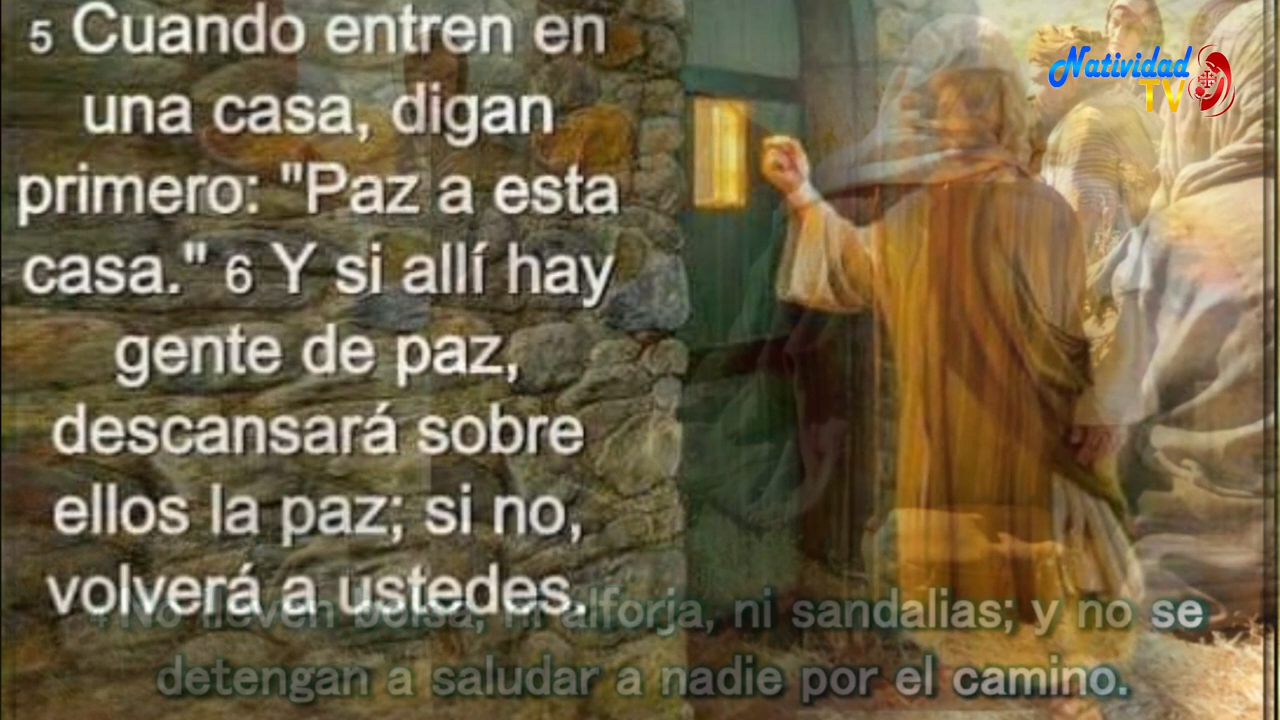 5 Cuando entren en
una casa, digan
primero: "Paz a esta
casa." 6 Y si allí hay
gente de paz,
descansará sobre
ellos la paz; si no,
volverá a ustedes.
No lleven bolsa, ni alforja, ni sandalias; y no se
detengan a saludar a nadie por el camino.
Natividad
TV